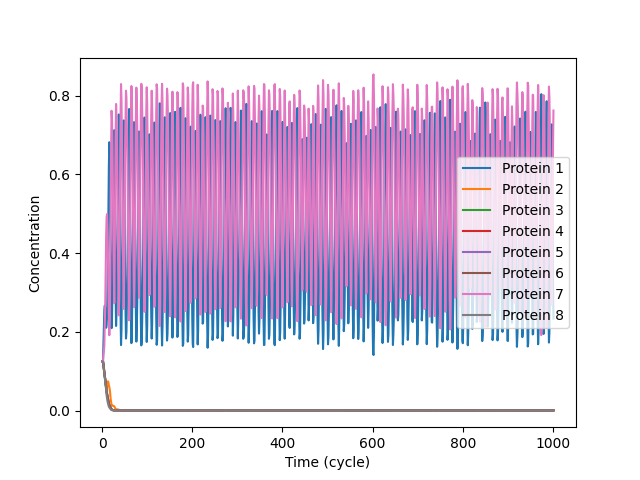 0.8
0.6
0.4
0.2
0.0
Concentration
0 200 400 600 800 1000
Time (cycle)
Protein 1
Protein 2
Protein 3
Protein 4
Protein 5
Protein 6
Protein 7
Protein 8